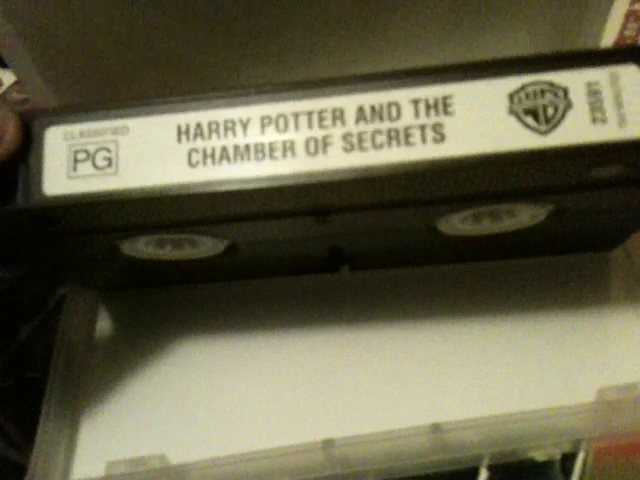 CLASSIFIED
PG
HARRY POTTER AND THE
CHAMBER OF SECRETS